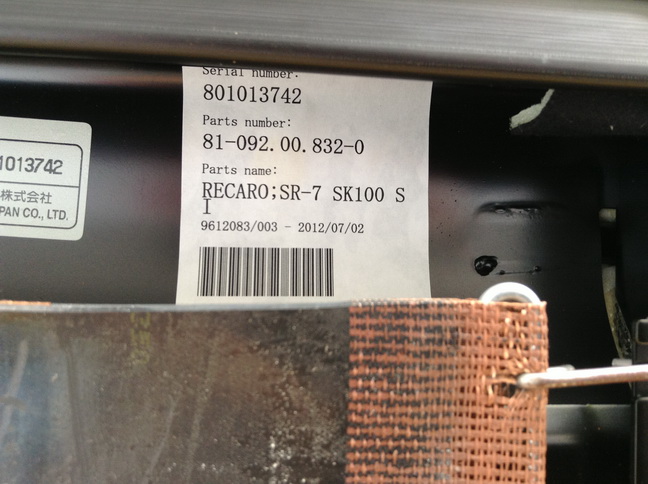 Serial number:
801013742
Parts number:
81-092.00.832-0
Parts name:
RECARO;SR-7 SK100 S
I
9612083/003 - 2012/07/02
1013742
株式会社
PAN CO., LTD.